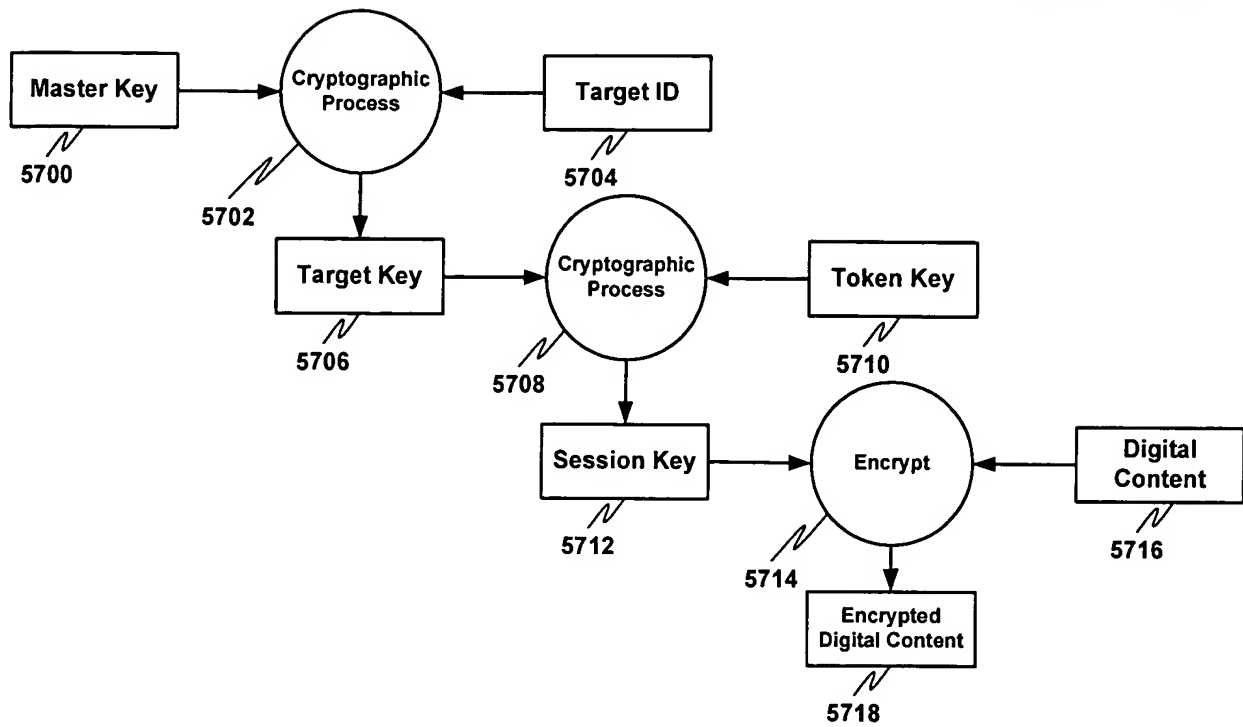 Master Key
5700
Cryptographic
Process
5702
Target ID
5704
Target Key
5706
Cryptographic
Process
5708
Token Key
5710
Session Key
5712
Encrypt
5714
Digital
Content
5716
Encrypted
Digital Content
5718